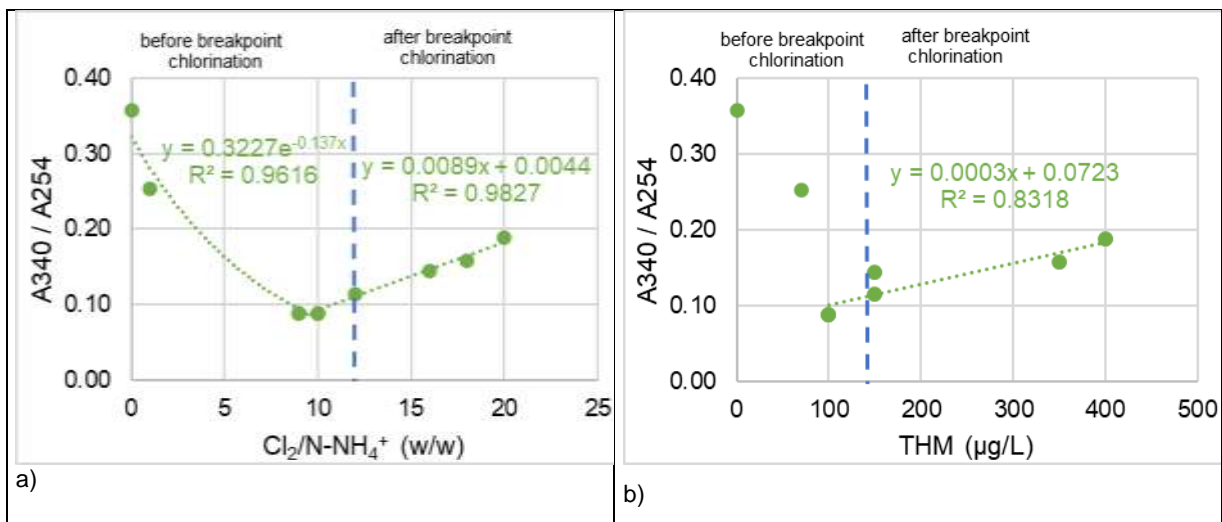 before breakpoint
chlorination
after breakpoint
chlorination
0.40
0.30
0.20
0.10
0.00
A340 / A254
y = 0.3227e^-0.137x
R² = 0.9616
y = 0.0089x + 0.0044
R² = 0.9827
0 5 10 15 20 25
Cl₂/N-NH₄⁺ (w/w)
a)
before breakpoint
chlorination
after breakpoint
chlorination
0.40
0.30
0.20
0.10
0.00
A340 / A254
y = 0.0003x + 0.0723
R² = 0.8318
0 100 200 300 400 500
THM (µg/L)
b)